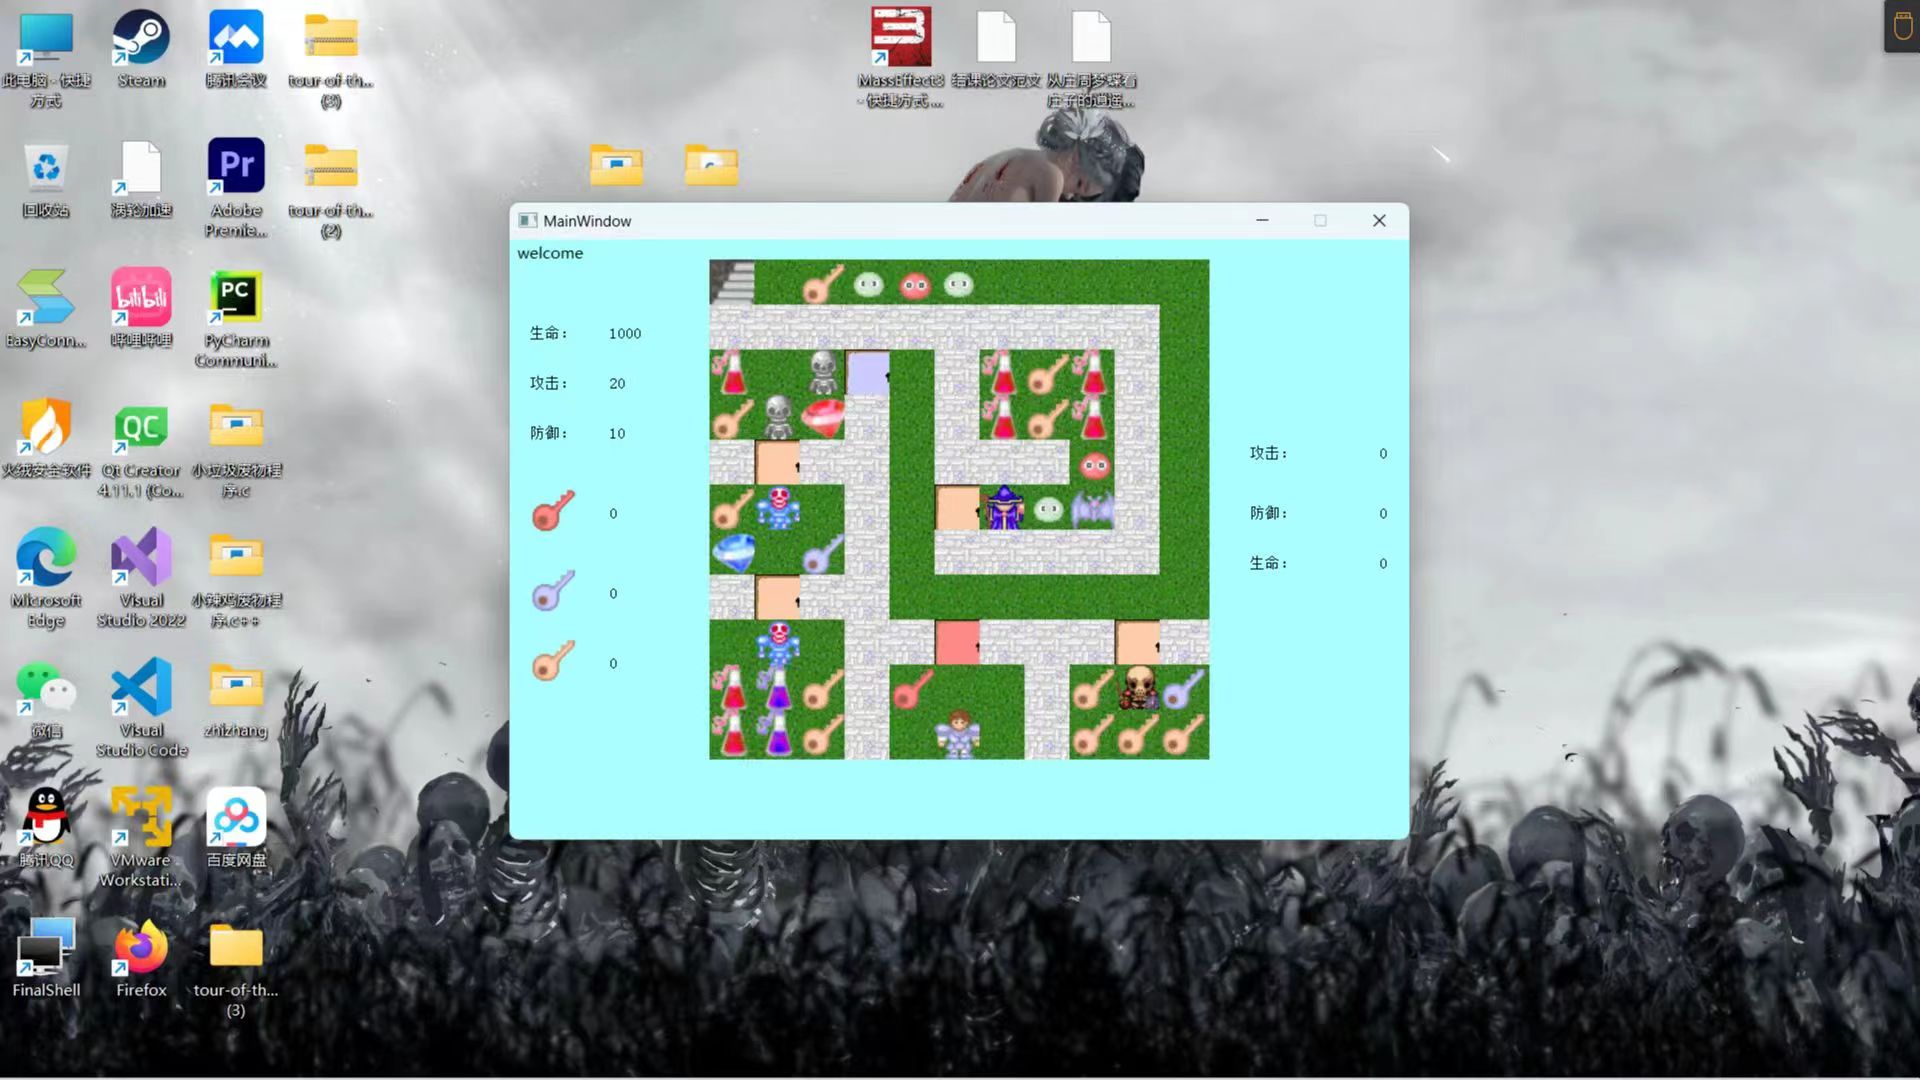 此电脑 - 快捷
方式
Steam
腾讯会议
tour-of-th...
(3)
MassEffect3
- 快捷方式...
结课论文范文
从庄周梦蝶看
庄子的逍遥...
回收站
涡轮加速
Pr
Adobe
Premie...
tour-of-th...
(2)
EasyConn...
bilibili
哔哩哔哩
PC
PyCharm
Communi...
火绒安全软件
QC
Qt Creator
4.11.1 (Co...
小垃圾废物程
序.c
Microsoft
Edge
Visual
Studio 2022
小辣鸡废物程
序.c++
微信
Visual
Studio Code
zhizhang
腾讯QQ
VMware
Workstati...
百度网盘
FinalShell
Firefox
tour-of-th...
(3)
MainWindow
welcome
生命： 1000
攻击： 20
防御： 10
0
0
0
攻击： 0
防御： 0
生命： 0